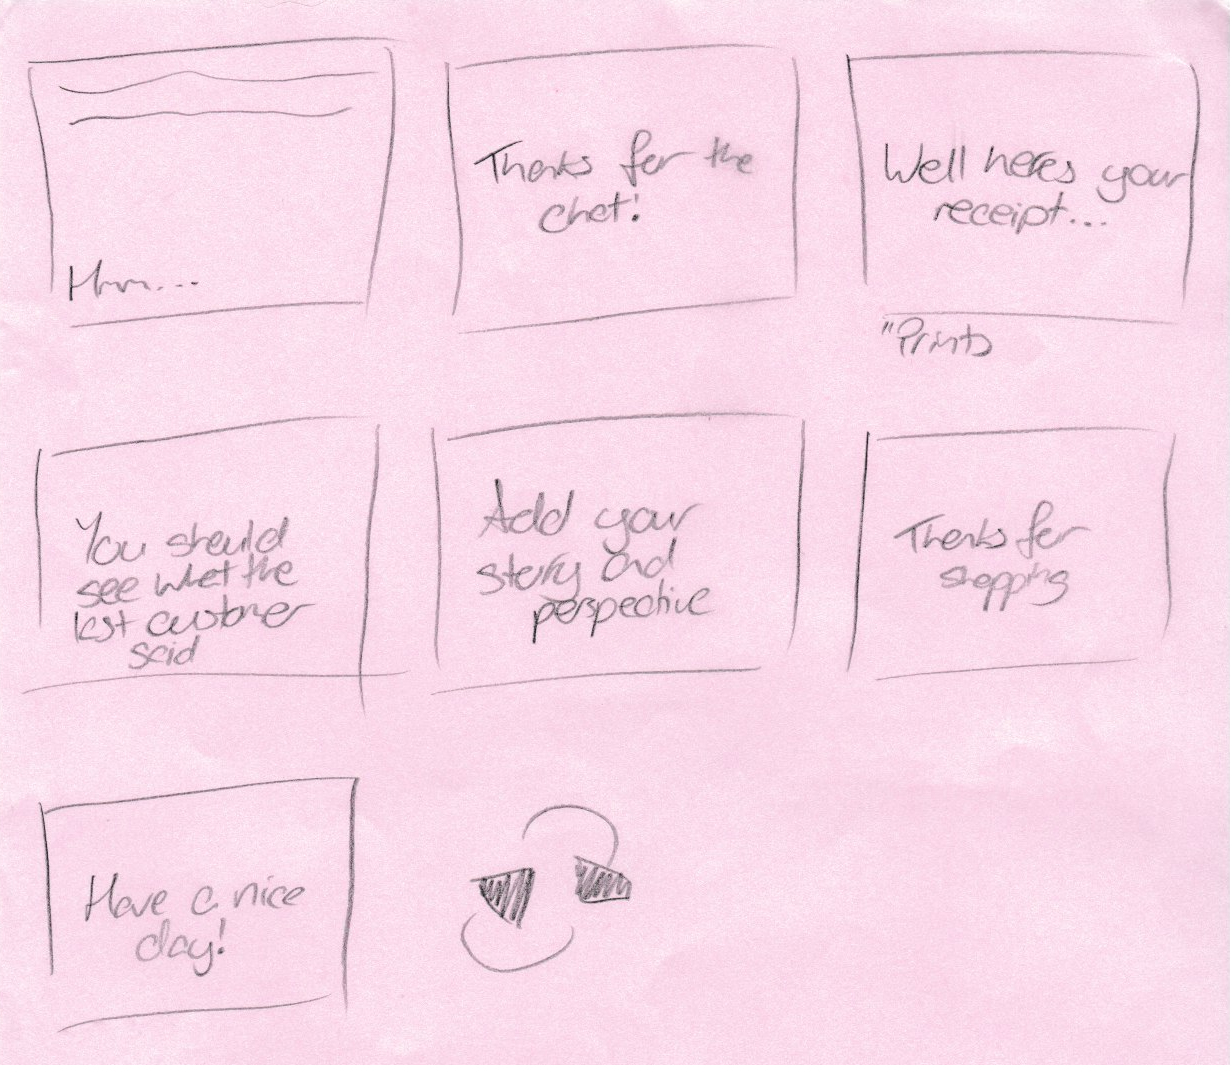 Hmm...
Thanks for the
chat!
Well heres your
receipt...
"Prints
You should
see what the
last customer
said
Add your
story and
perspective
Thanks for
shopping
Have a nice
day!